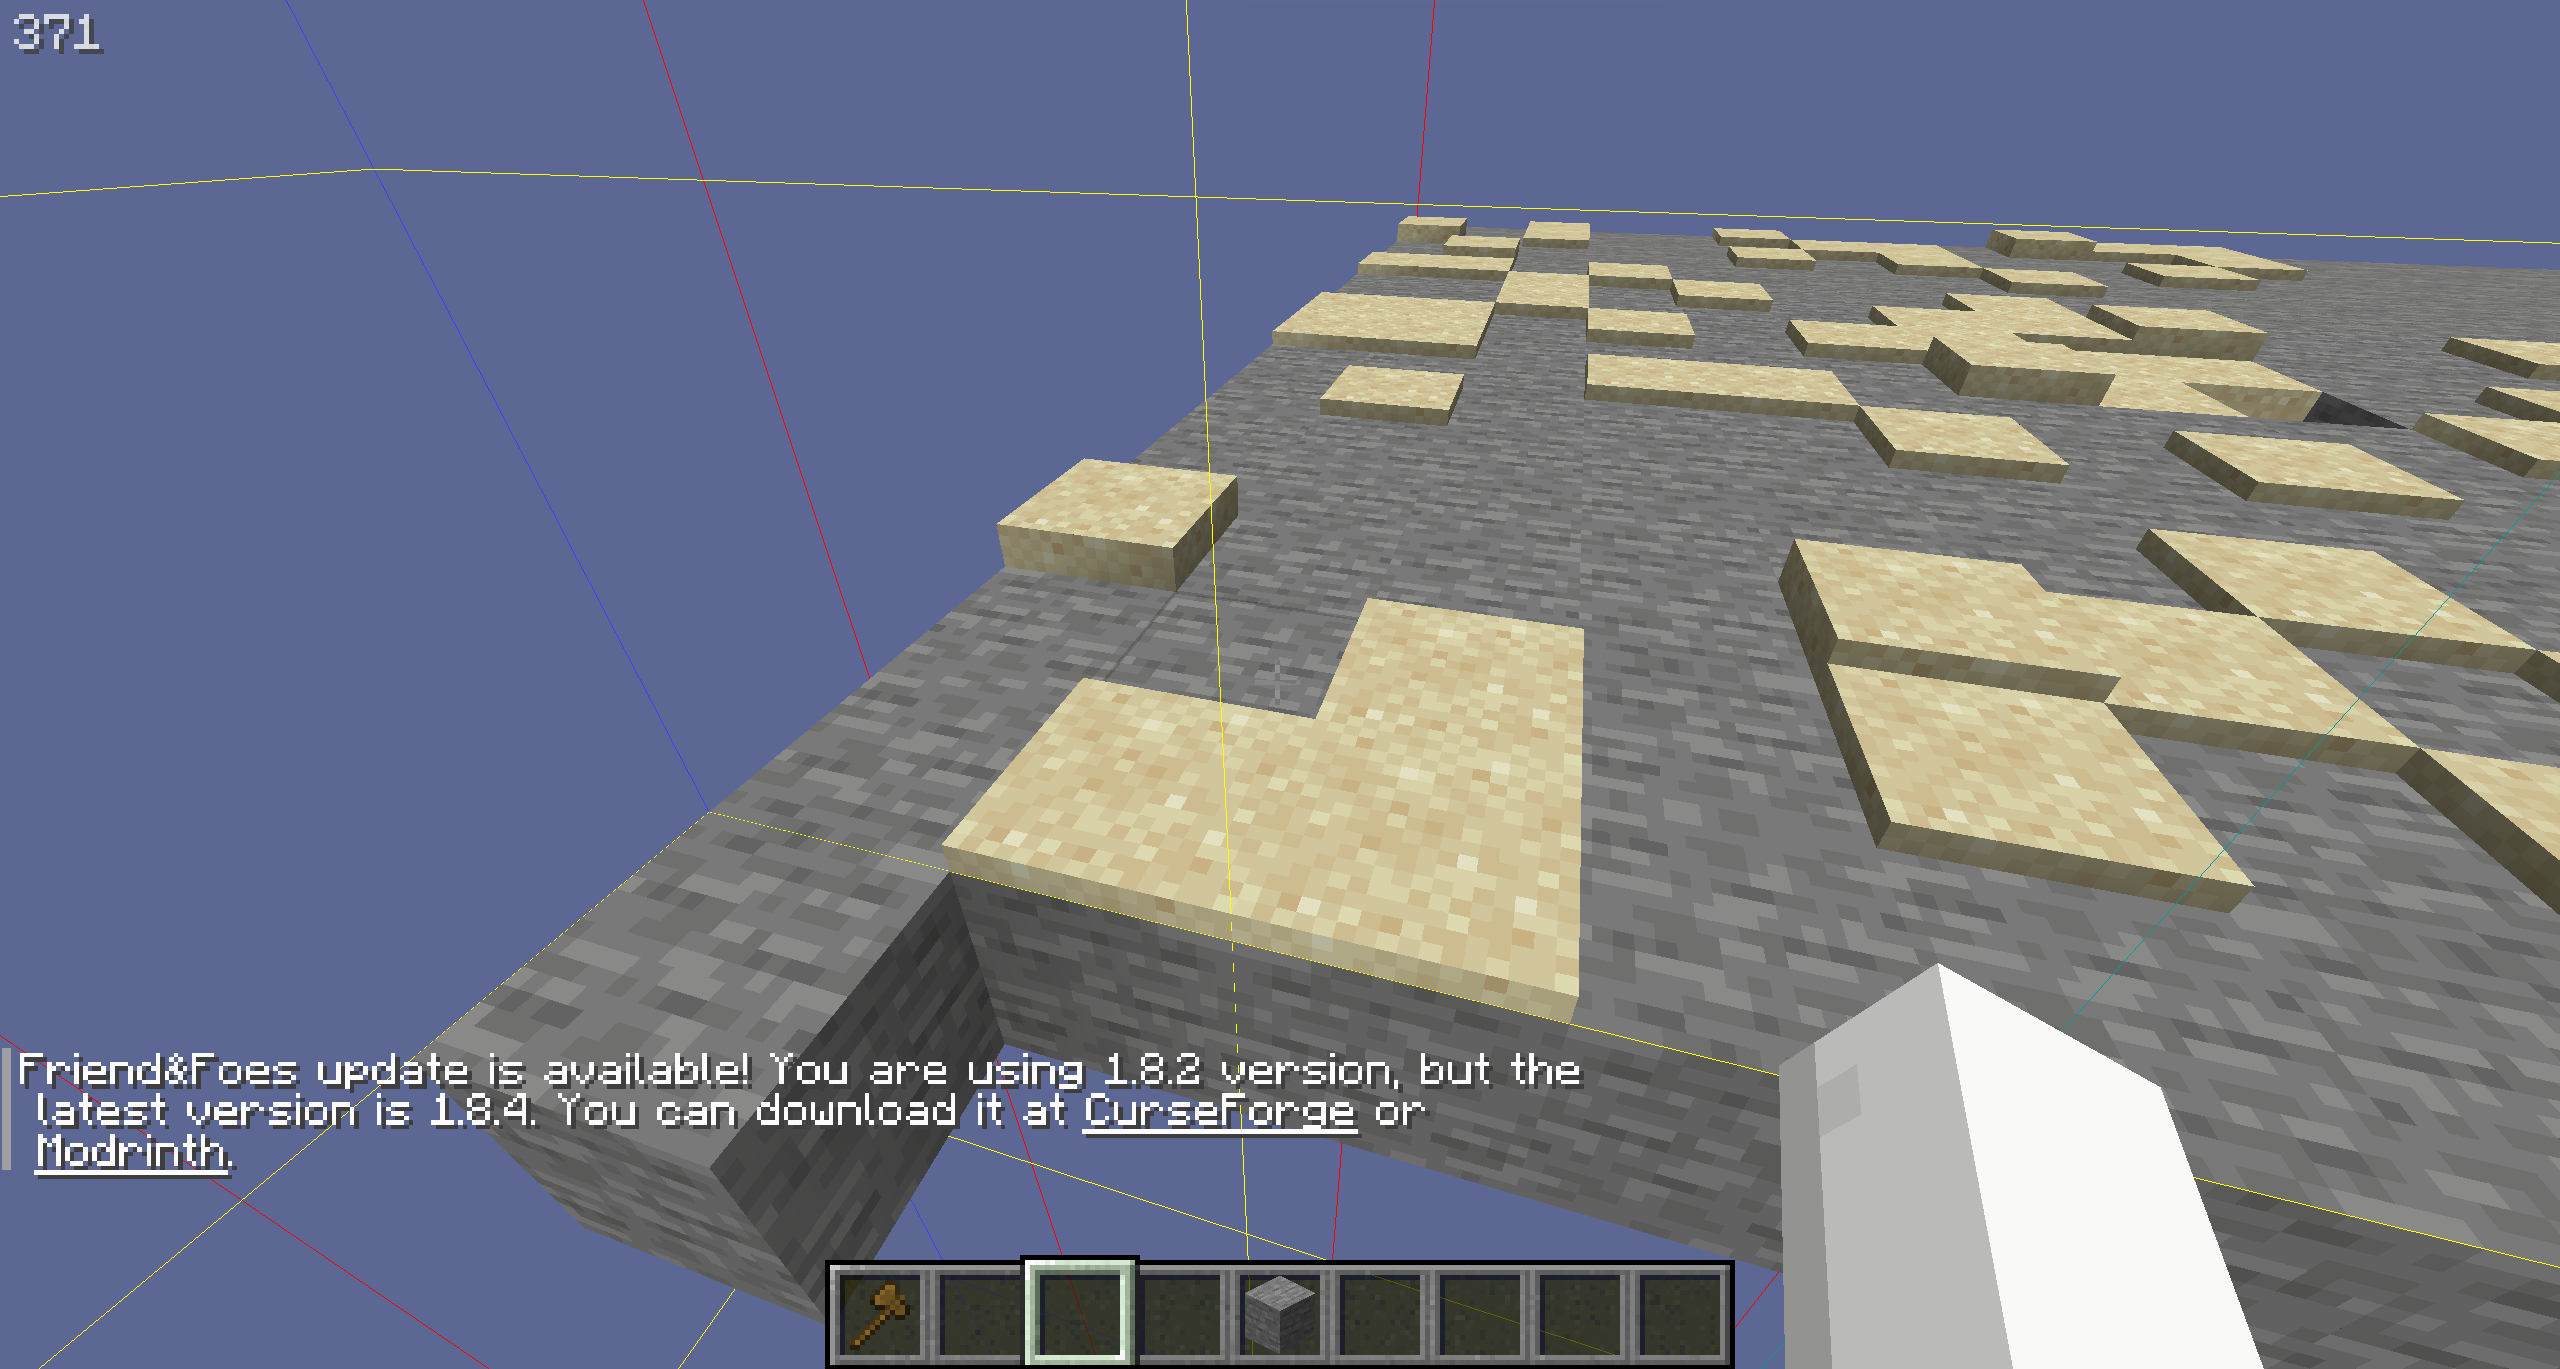 371
Friend&Foes update is available! You are using 1.8.2 version, but the
latest version is 1.8.4. You can download it at CurseForge or
Modrinth.